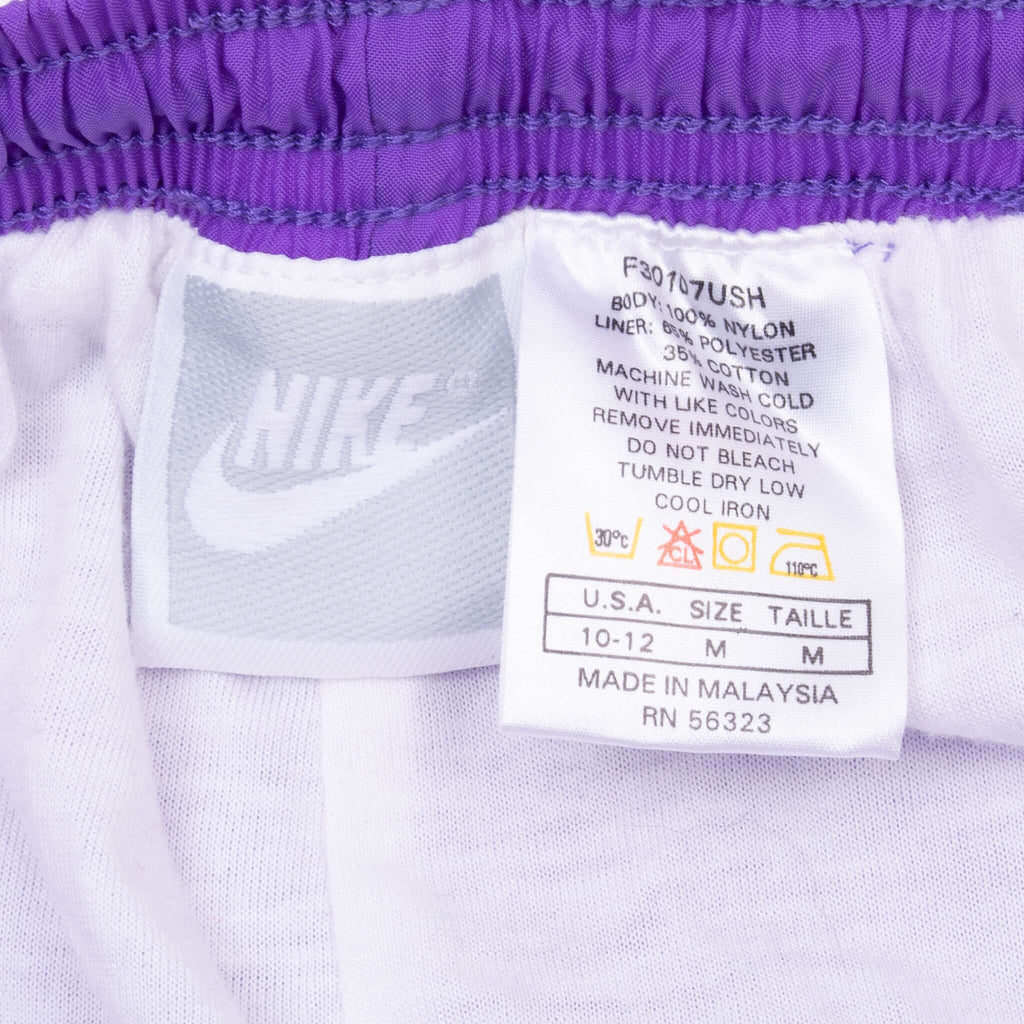 NIKE
F30107USH
BODY: 100% NYLON
LINER: 65% POLYESTER
35% COTTON
MACHINE WASH COLD
WITH LIKE COLORS
REMOVE IMMEDIATELY
DO NOT BLEACH
TUMBLE DRY LOW
COOL IRON
30°C CL 110°C
U.S.A. SIZE TAILLE
10-12 M M
MADE IN MALAYSIA
RN 56323